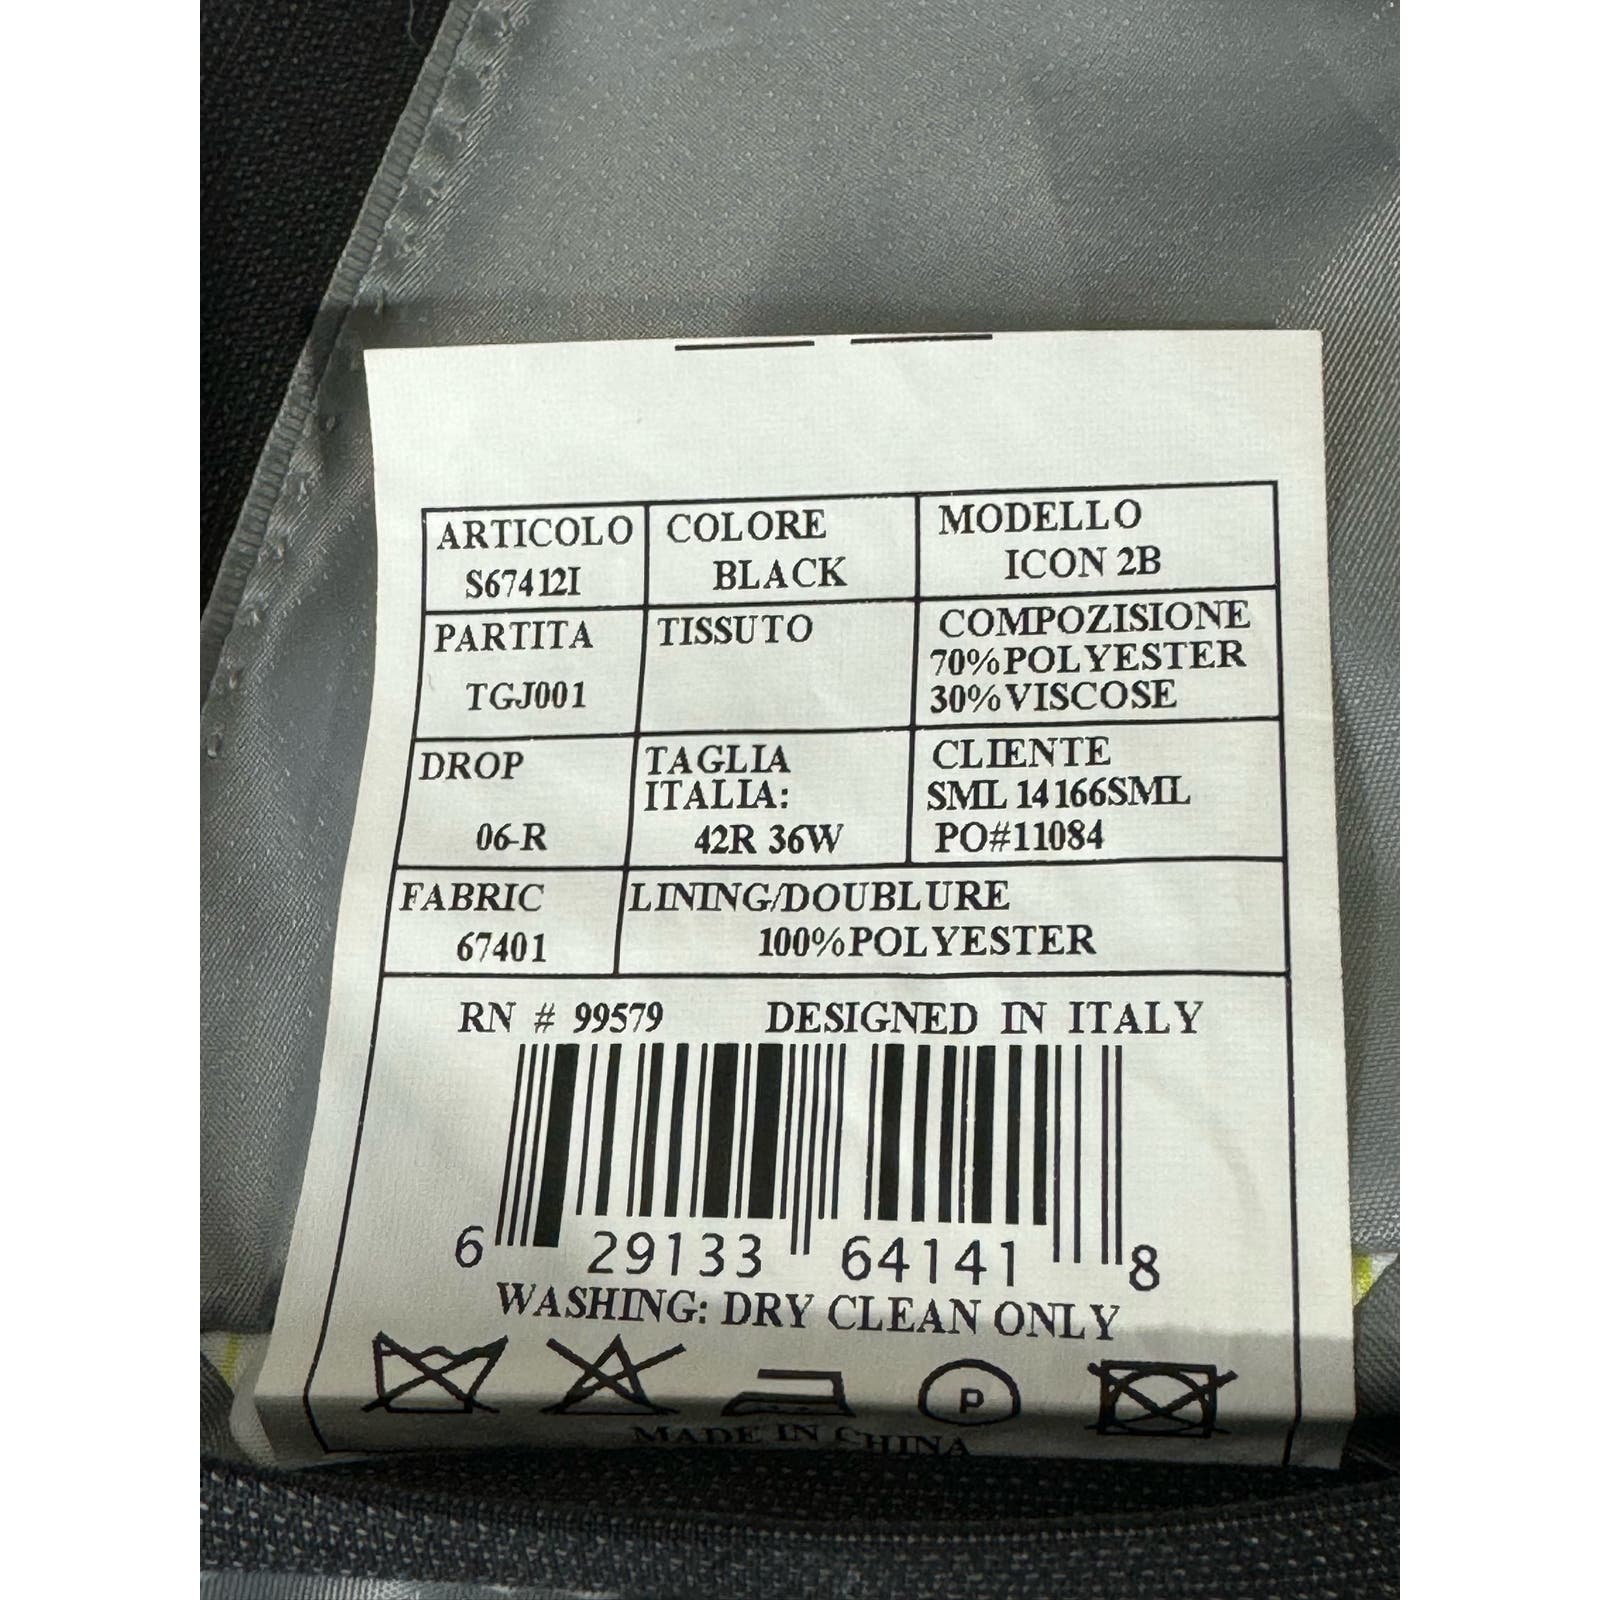 ARTICOLO COLORE MODELLO
S67412I BLACK ICON 2B
PARTITA TISSUTO COMPOZISIONE
70%POLYESTER
TGJ001 30%VISCOSE
DROP TAGLIA CLIENTE
ITALIA: SML 14166SML
06-R 42R 36W PO#11084
FABRIC LINING/DOUBLURE
67401 100%POLYESTER
RN # 99579 DESIGNED IN ITALY
6 29133 64141 8
WASHING: DRY CLEAN ONLY
P
MADE IN CHINA